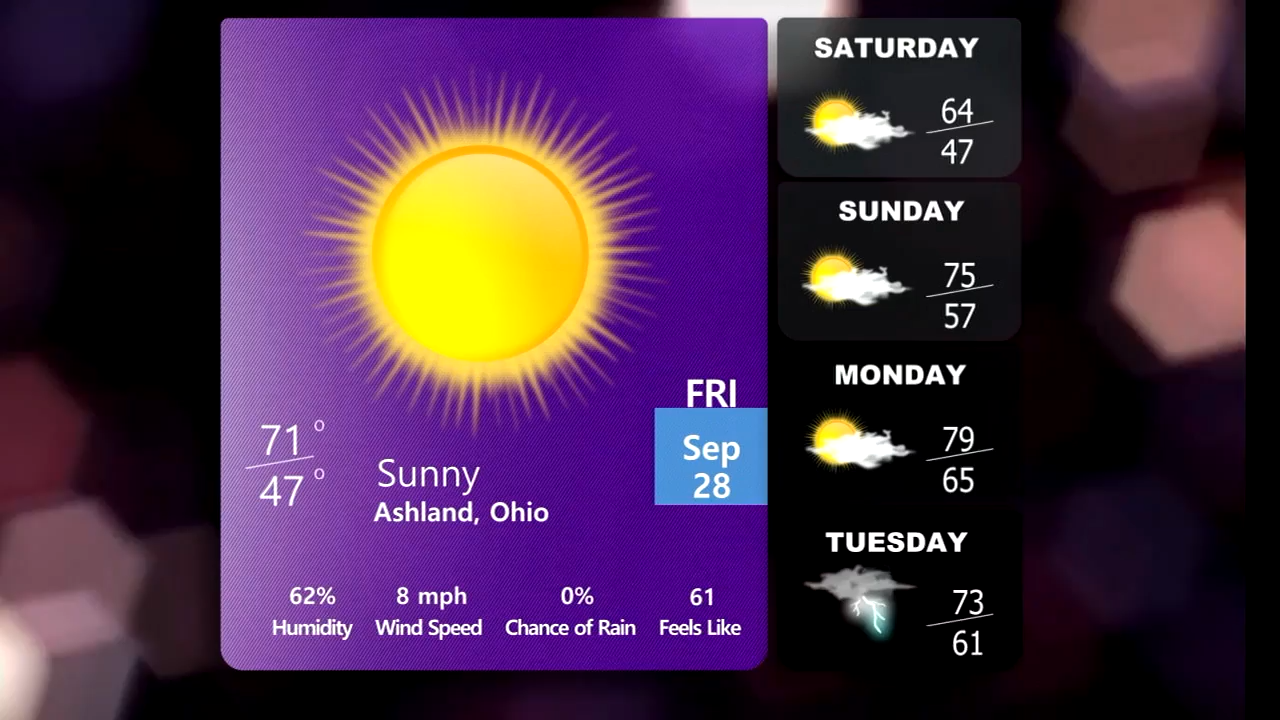 FRI
Sep
28
71°
47°
Sunny
Ashland, Ohio
62% 8 mph 0% 61
Humidity Wind Speed Chance of Rain Feels Like
SATURDAY
64
47
SUNDAY
75
57
MONDAY
79
65
TUESDAY
73
61